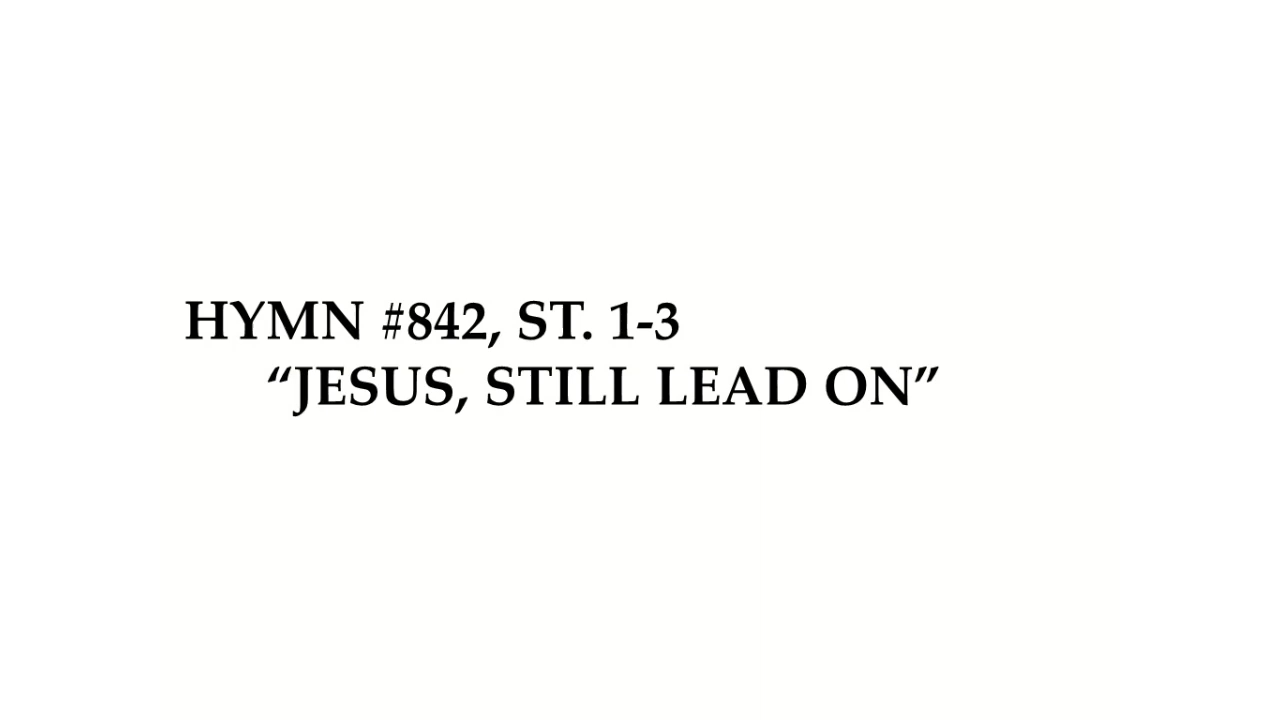 HYMN #842, ST. 1-3
“JESUS, STILL LEAD ON”